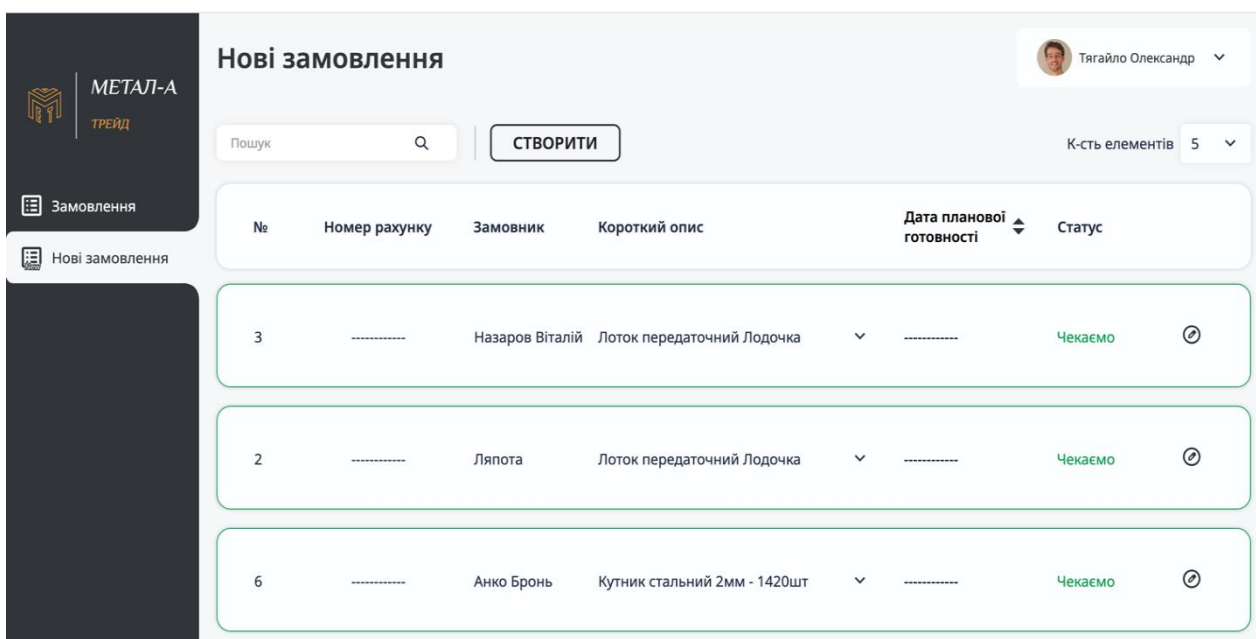 МЕТАЛ-А
ТРЕЙД
Замовлення
Нові замовлення
Нові замовлення
Тягайло Олександр
Пошук
СТВОРИТИ
К-сть елементів 5
№ Номер рахунку Замовник Короткий опис Дата планової готовності Статус
3 ------------ Назаров Віталій Лоток передаточний Лодочка ------------ Чекаємо
2 ------------ Ляпота Лоток передаточний Лодочка ------------ Чекаємо
6 ------------ Анко Бронь Кутник стальний 2мм - 1420шт ------------ Чекаємо